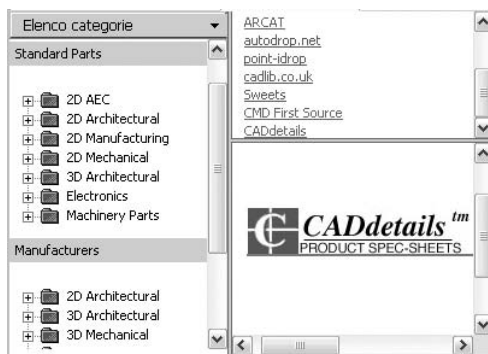 Elenco categorie
Standard Parts
2D AEC
2D Architectural
2D Manufacturing
2D Mechanical
3D Architectural
Electronics
Machinery Parts
Manufacturers
2D Architectural
3D Architectural
3D Mechanical
ARCAT
autodrop.net
point-idrop
cadlib.co.uk
Sweets
CMD First Source
CADdetails
CADdetails tm
PRODUCT SPEC-SHEETS